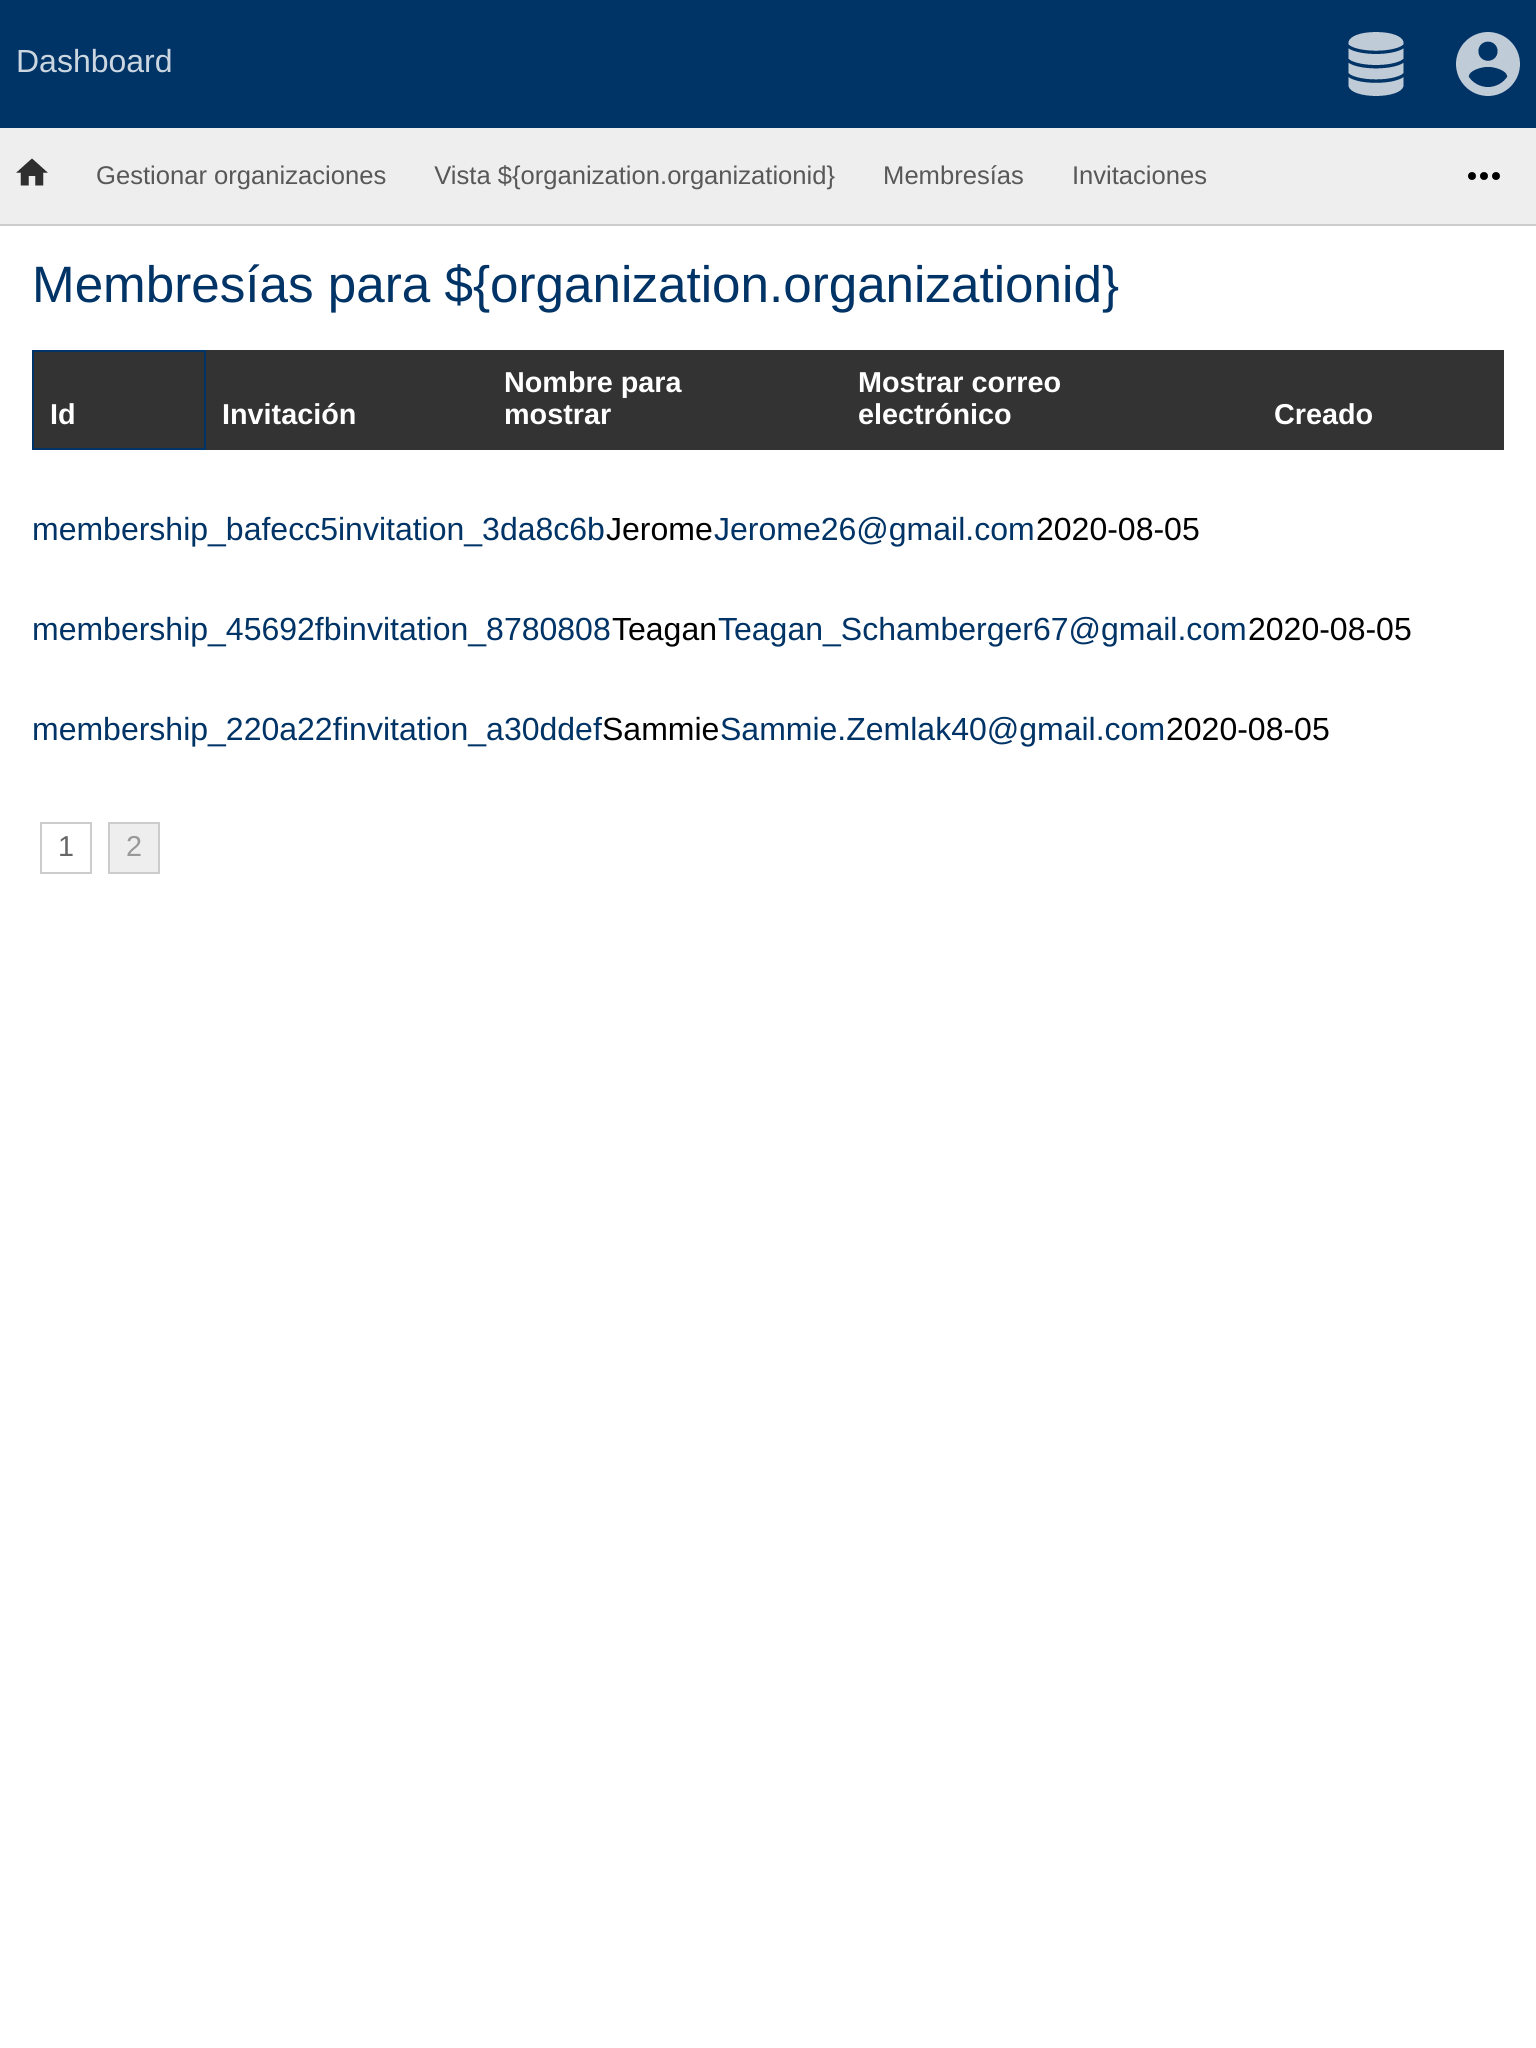 Dashboard
Gestionar organizaciones Vista ${organization.organizationid} Membresías Invitaciones
Membresías para ${organization.organizationid}
Id Invitación Nombre para mostrar Mostrar correo electrónico Creado
membership_bafecc5invitation_3da8c6bJeromeJerome26@gmail.com2020-08-05
membership_45692fbinvitation_8780808TeaganTeagan_Schamberger67@gmail.com2020-08-05
membership_220a22finvitation_a30ddefSammieSammie.Zemlak40@gmail.com2020-08-05
1 2